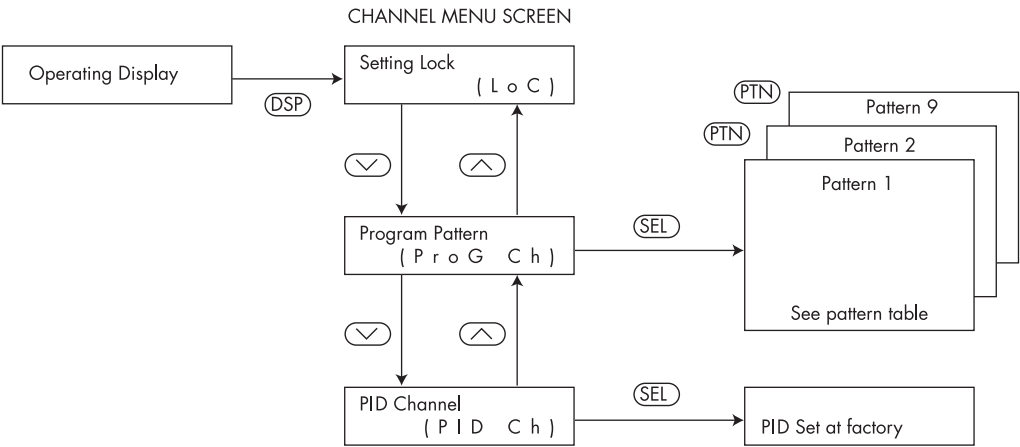 CHANNEL MENU SCREEN
Operating Display
DSP
Setting Lock
( L o C )
PTN
Pattern 9
PTN
Pattern 2
Pattern 1
See pattern table
Program Pattern
( P r o G C h )
SEL
PID Channel
( P I D C h )
SEL
PID Set at factory